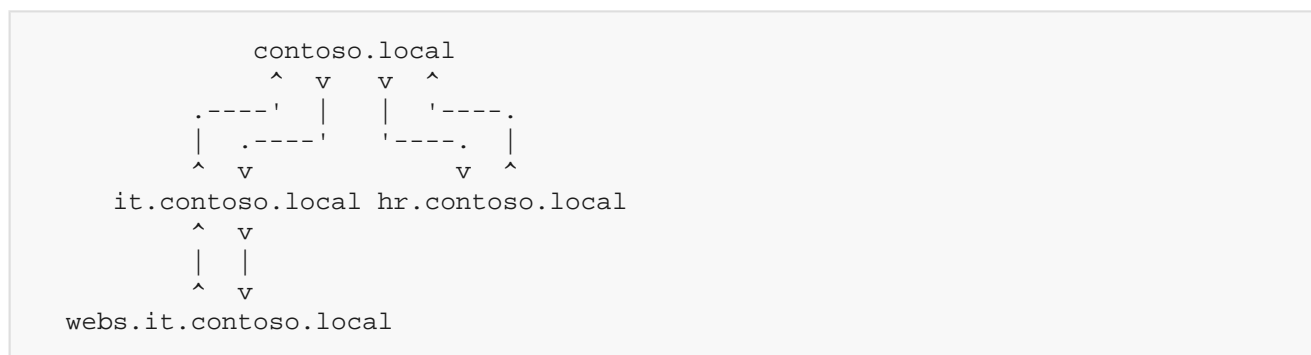 contoso.local
^ v v ^
.----' | | '----.
| .----' '----. |
^ v v ^
it.contoso.local hr.contoso.local
^ v
| |
^ v
webs.it.contoso.local